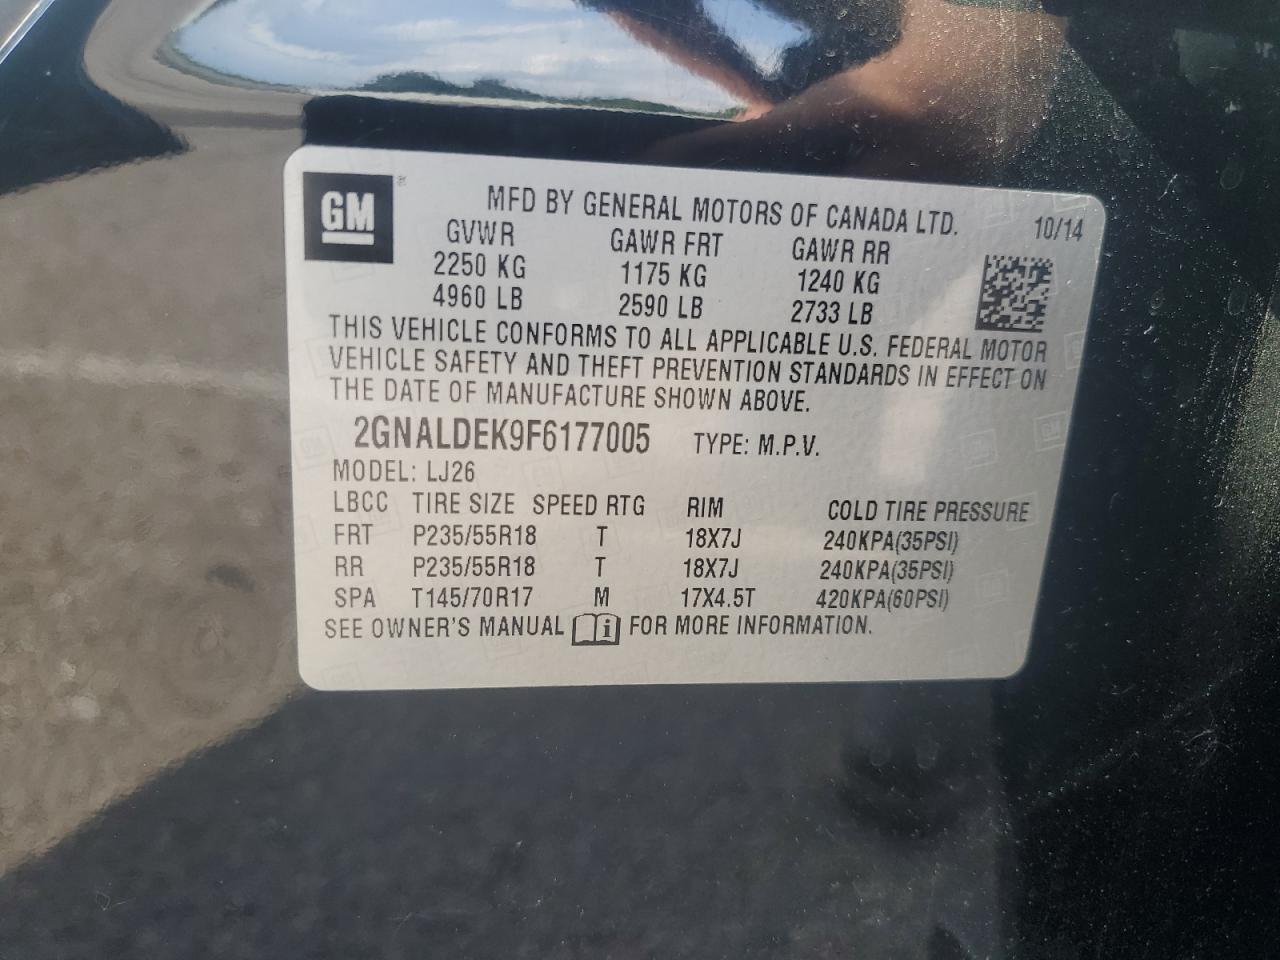 GM
MFD BY GENERAL MOTORS OF CANADA LTD. 10/14
GVWR GAWR FRT GAWR RR
2250 KG 1175 KG 1240 KG
4960 LB 2590 LB 2733 LB
THIS VEHICLE CONFORMS TO ALL APPLICABLE U.S. FEDERAL MOTOR
VEHICLE SAFETY AND THEFT PREVENTION STANDARDS IN EFFECT ON
THE DATE OF MANUFACTURE SHOWN ABOVE.
2GNALDEK9F6177005 TYPE: M.P.V.
MODEL: LJ26
LBCC TIRE SIZE SPEED RTG RIM COLD TIRE PRESSURE
FRT P235/55R18 T 18X7J 240KPA(35PSI)
RR P235/55R18 T 18X7J 240KPA(35PSI)
SPA T145/70R17 M 17X4.5T 420KPA(60PSI)
SEE OWNER'S MANUAL i FOR MORE INFORMATION.